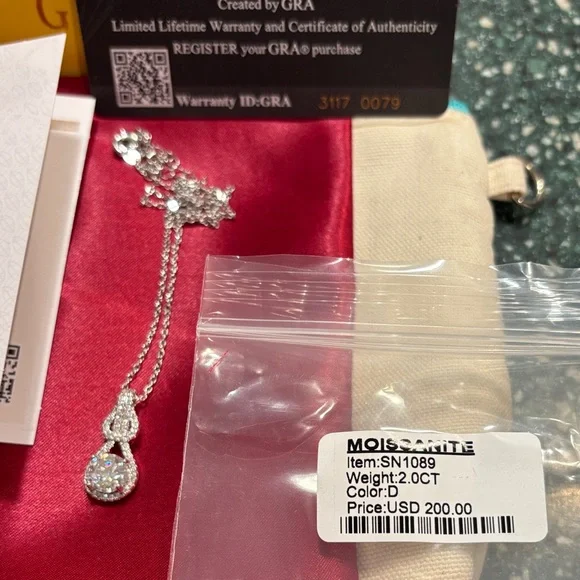 G
Created by GRA
Limited Lifetime Warranty and Certificate of Authenticity
REGISTER your GRA® purchase
Warranty ID:GRA 3117 0079
MOISSANITE
Item:SN1089
Weight:2.0CT
Color:D
Price:USD 200.00